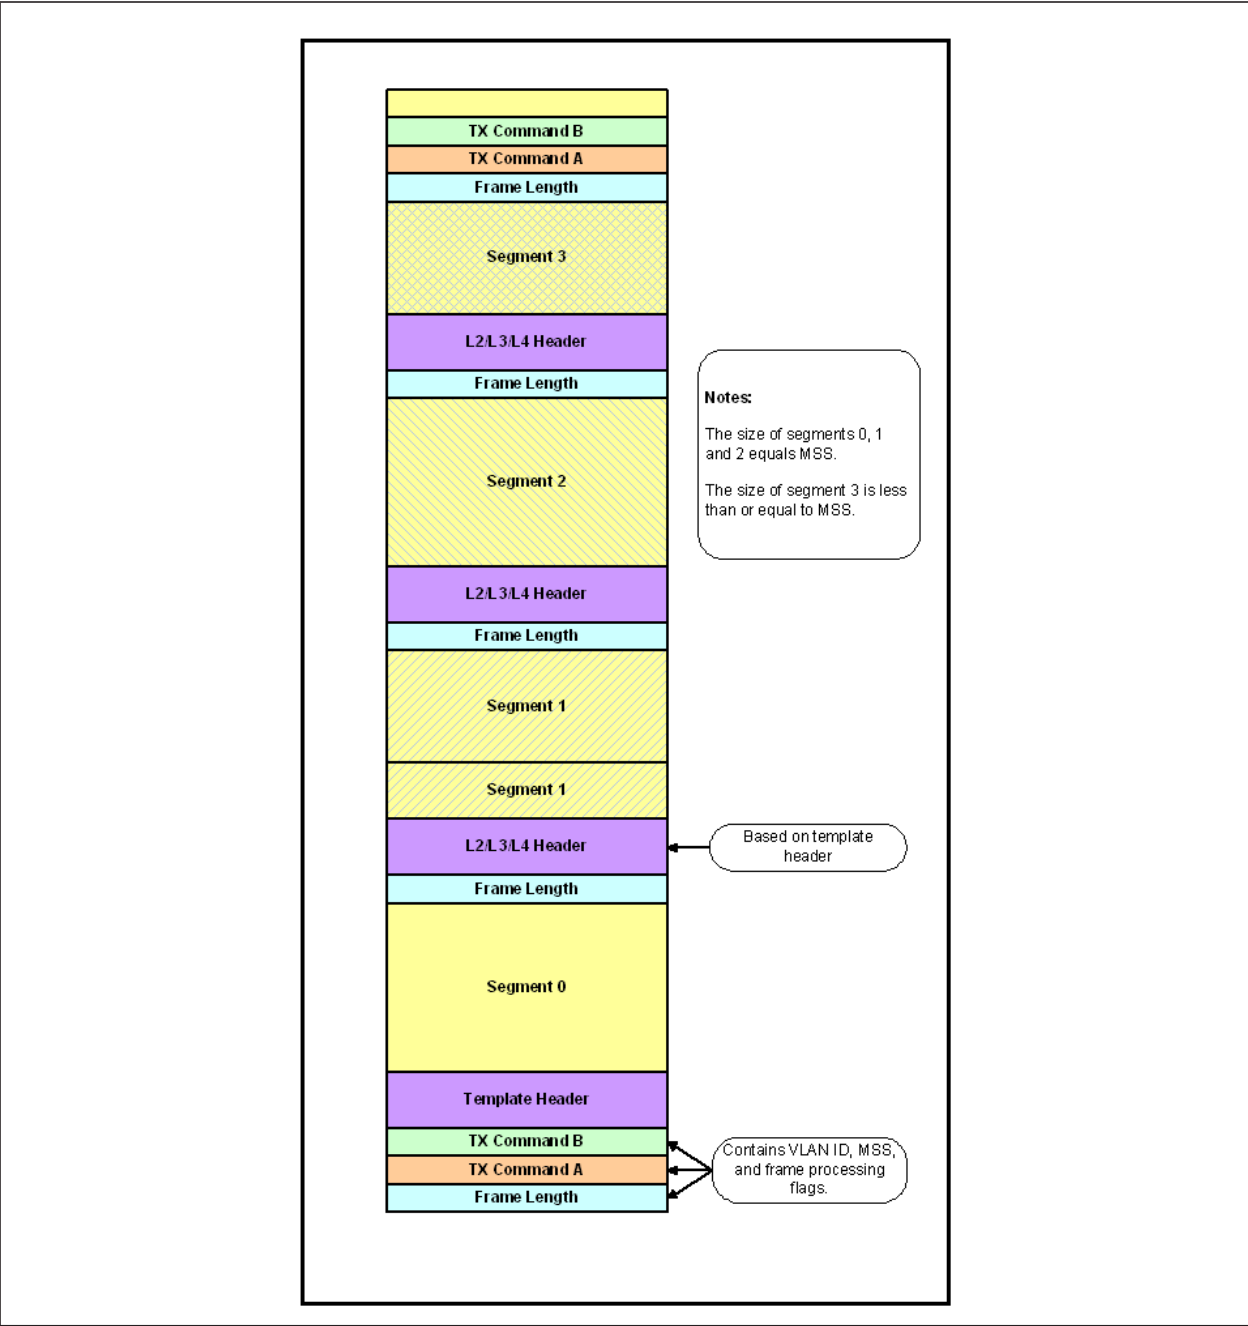 TX Command B
TX Command A
Frame Length
Segment 3
L2/L3/L4 Header
Frame Length
Segment 2
L2/L3/L4 Header
Frame Length
Segment 1
Segment 1
L2/L3/L4 Header
Frame Length
Segment 0
Template Header
TX Command B
TX Command A
Frame Length
Notes:
The size of segments 0, 1
and 2 equals MSS.
The size of segment 3 is less
than or equal to MSS.
Based on template
header
Contains VLAN ID, MSS,
and frame processing
flags.